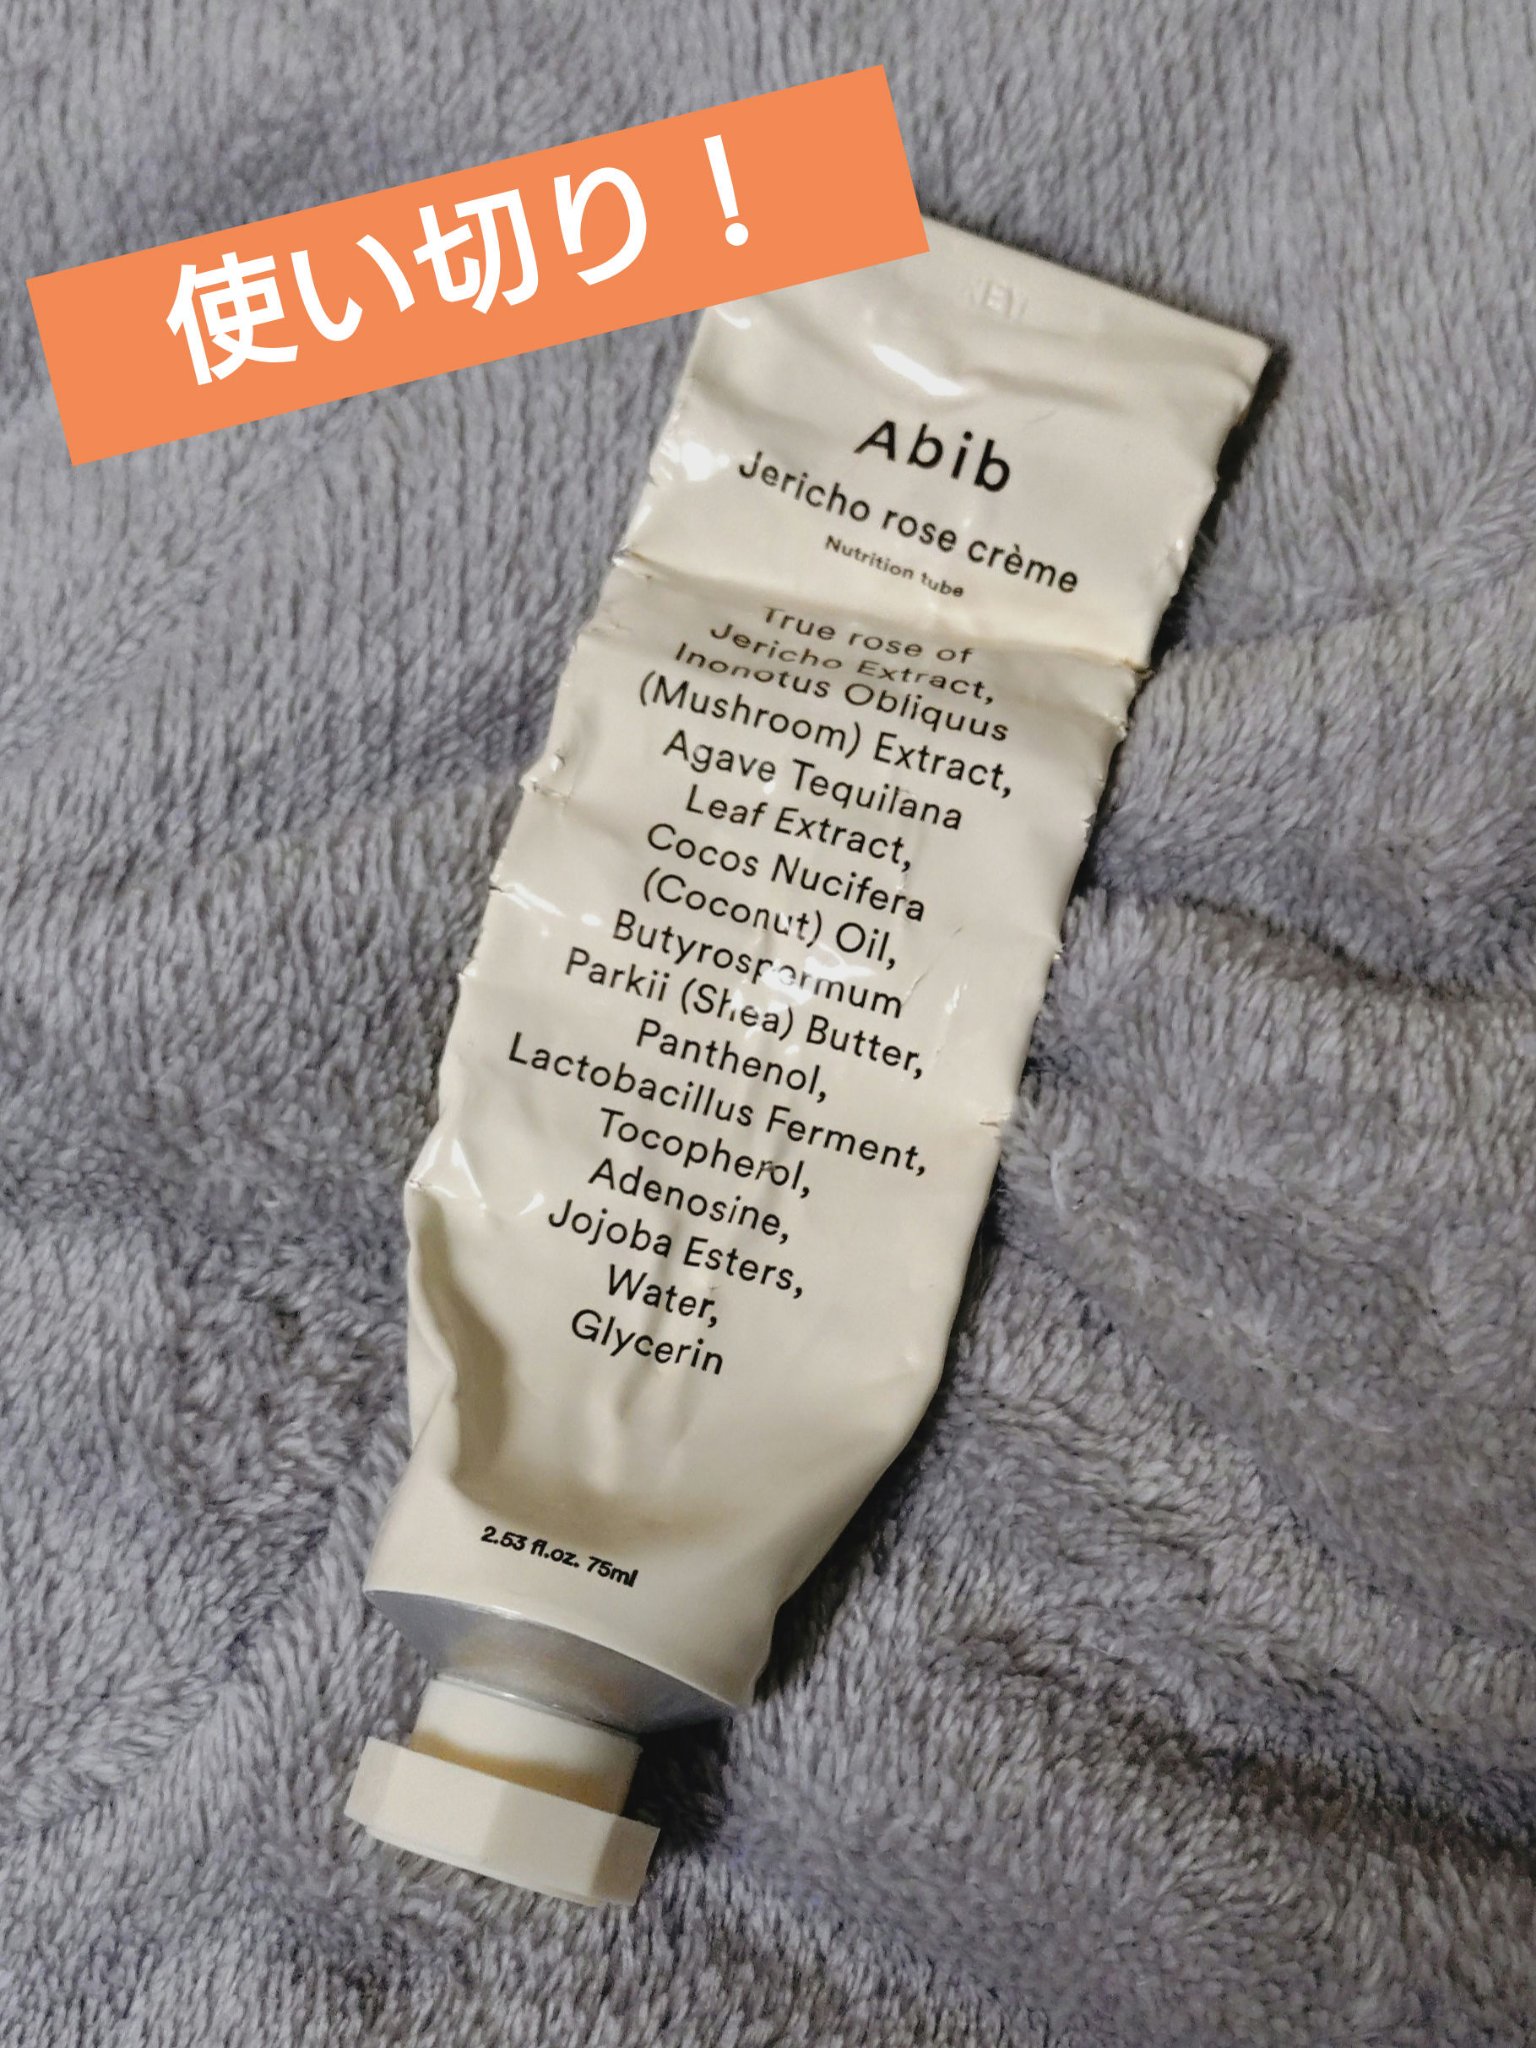 使い切り！
Abib
Jericho rose crème
Nutrition tube
True rose of
Jericho Extract,
Inonotus Obliquus
(Mushroom) Extract,
Agave Tequilana
Leaf Extract,
Cocos Nucifera
(Coconut) Oil,
Butyrospermum
Parkii (Shea) Butter,
Panthenol,
Lactobacillus Ferment,
Tocopherol,
Adenosine,
Jojoba Esters,
Water,
Glycerin
2.53 fl.oz. 75ml